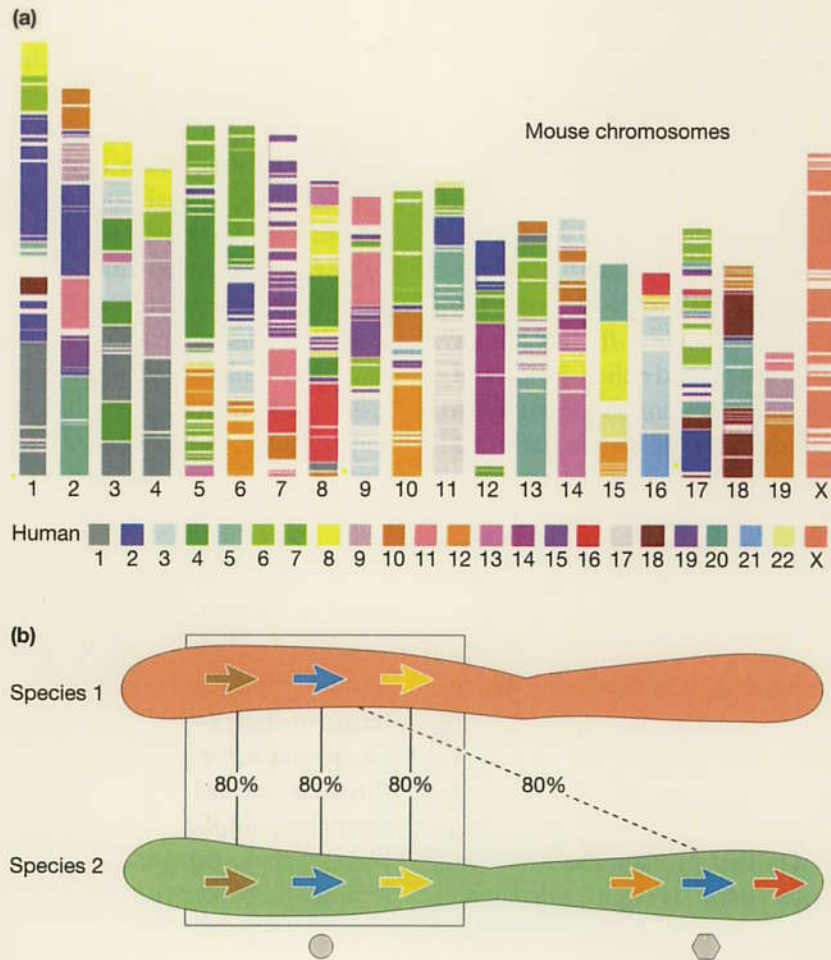 (a)
Mouse chromosomes
1 2 3 4 5 6 7 8 9 10 11 12 13 14 15 16 17 18 19 X
Human
1 2 3 4 5 6 7 8 9 10 11 12 13 14 15 16 17 18 19 20 21 22 X
(b)
Species 1
80% 80% 80% 80%
Species 2